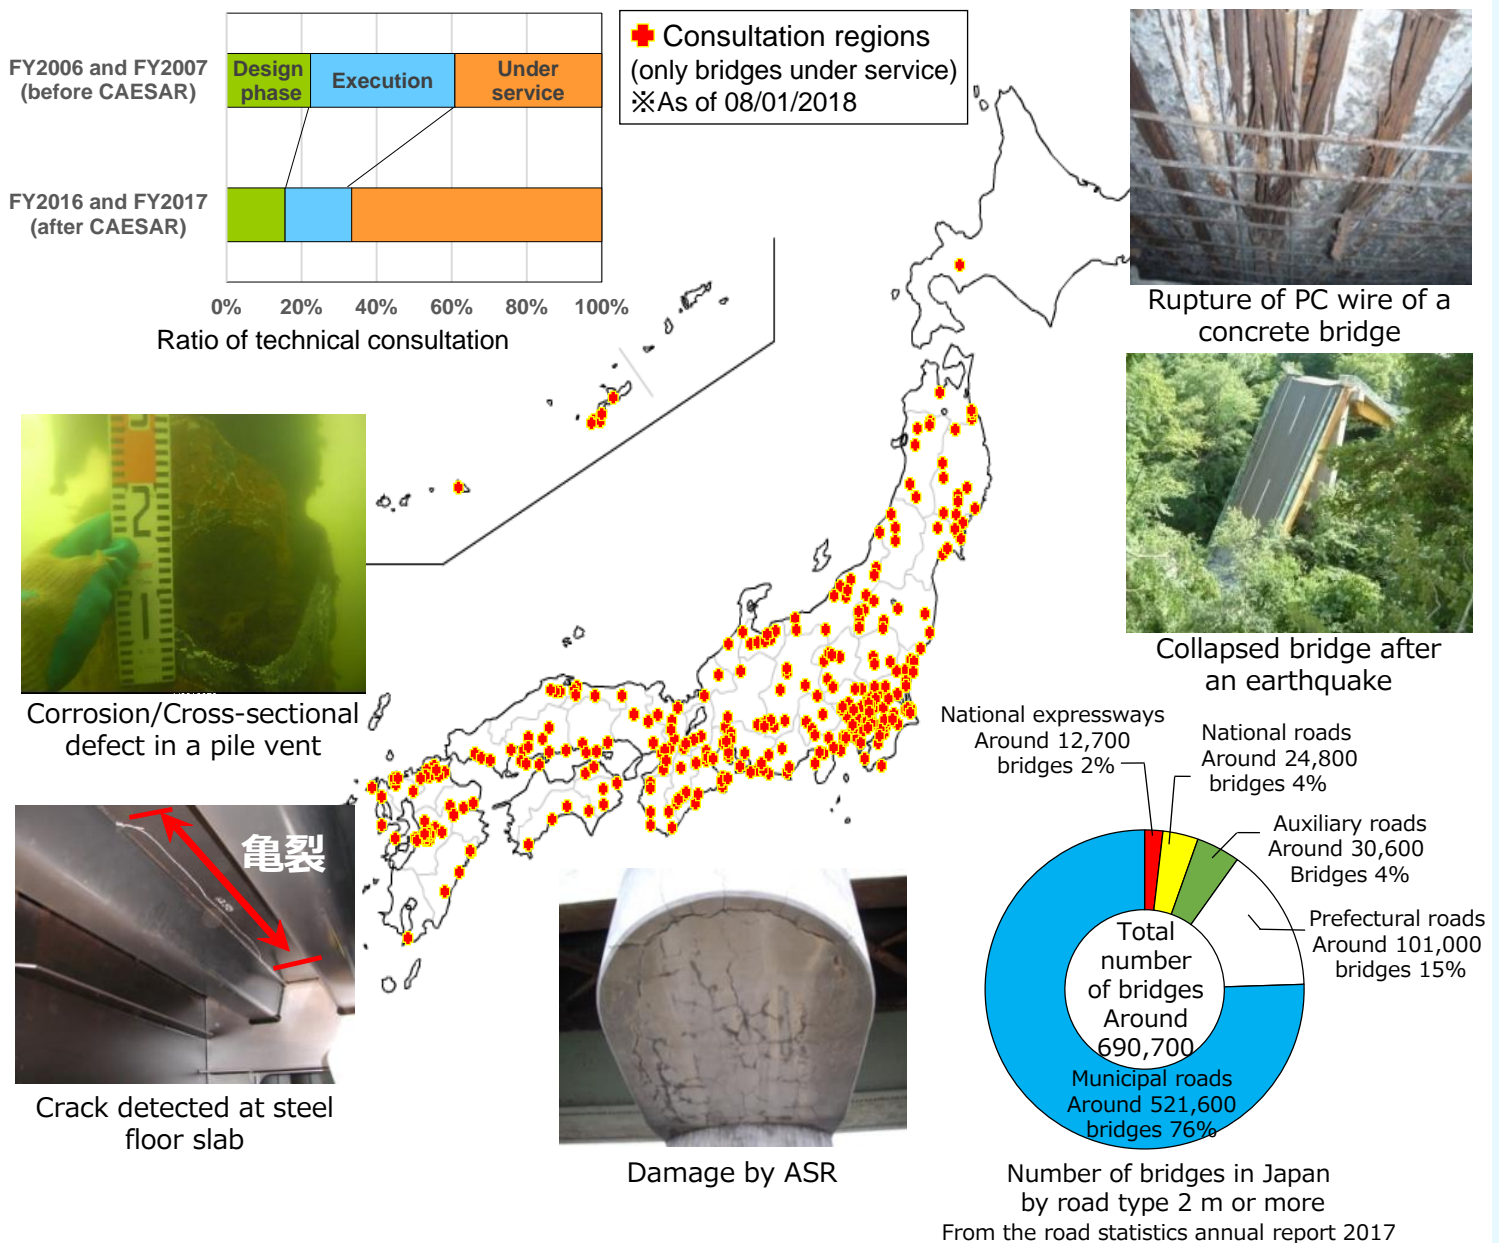 FY2006 and FY2007
(before CAESAR)
Design
phase
Execution
Under
service
FY2016 and FY2017
(after CAESAR)
0%
20%
40%
60%
80%
100%
Ratio of technical consultation
Consultation regions
(only bridges under service)
※As of 08/01/2018
Rupture of PC wire of a
concrete bridge
Collapsed bridge after
an earthquake
2
1
Corrosion/Cross-sectional
defect in a pile vent
亀裂
Crack detected at steel
floor slab
Damage by ASR
National expressways
Around 12,700
bridges 2%
National roads
Around 24,800
bridges 4%
Auxiliary roads
Around 30,600
Bridges 4%
Prefectural roads
Around 101,000
bridges 15%
Total
number
of bridges
Around
690,700
Municipal roads
Around 521,600
bridges 76%
Number of bridges in Japan
by road type 2 m or more
From the road statistics annual report 2017